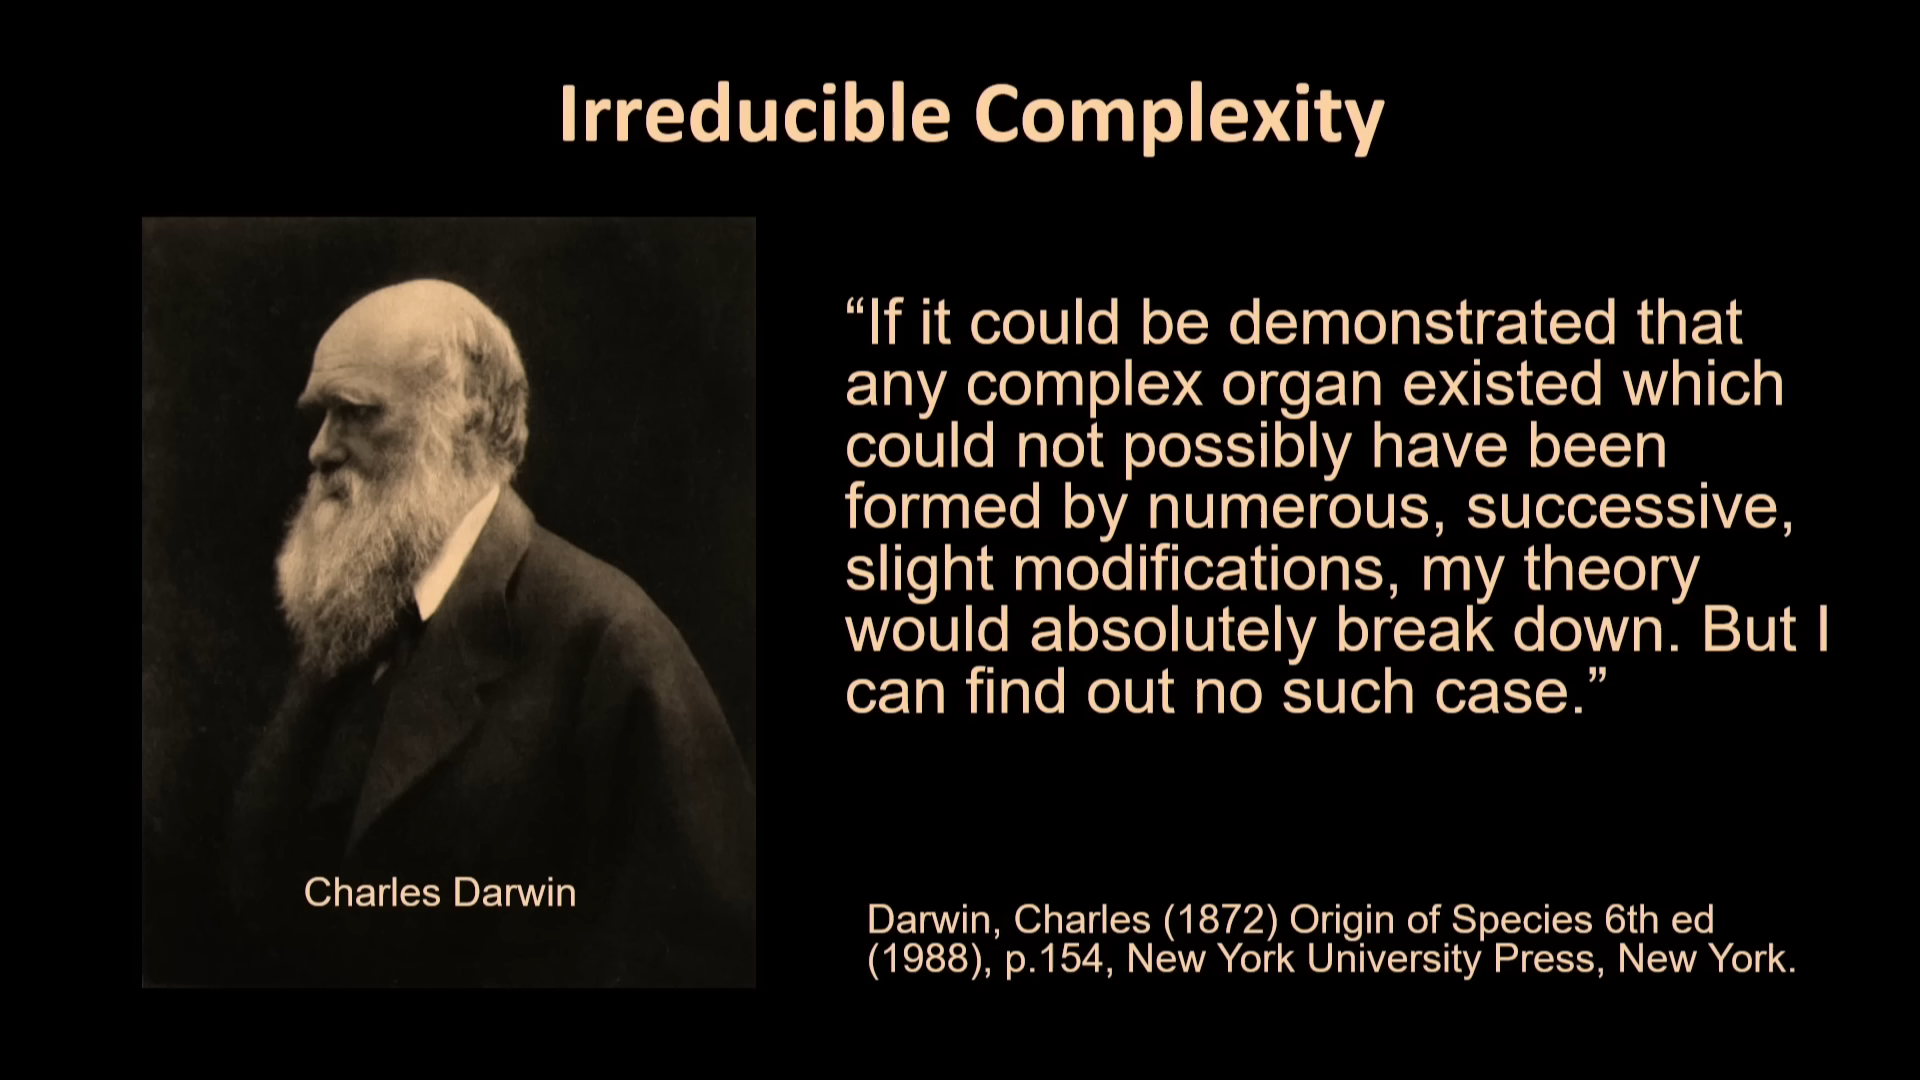 Irreducible Complexity
“If it could be demonstrated that
any complex organ existed which
could not possibly have been
formed by numerous, successive,
slight modifications, my theory
would absolutely break down. But I
can find out no such case.”
Charles Darwin
Darwin, Charles (1872) Origin of Species 6th ed
(1988), p.154, New York University Press, New York.